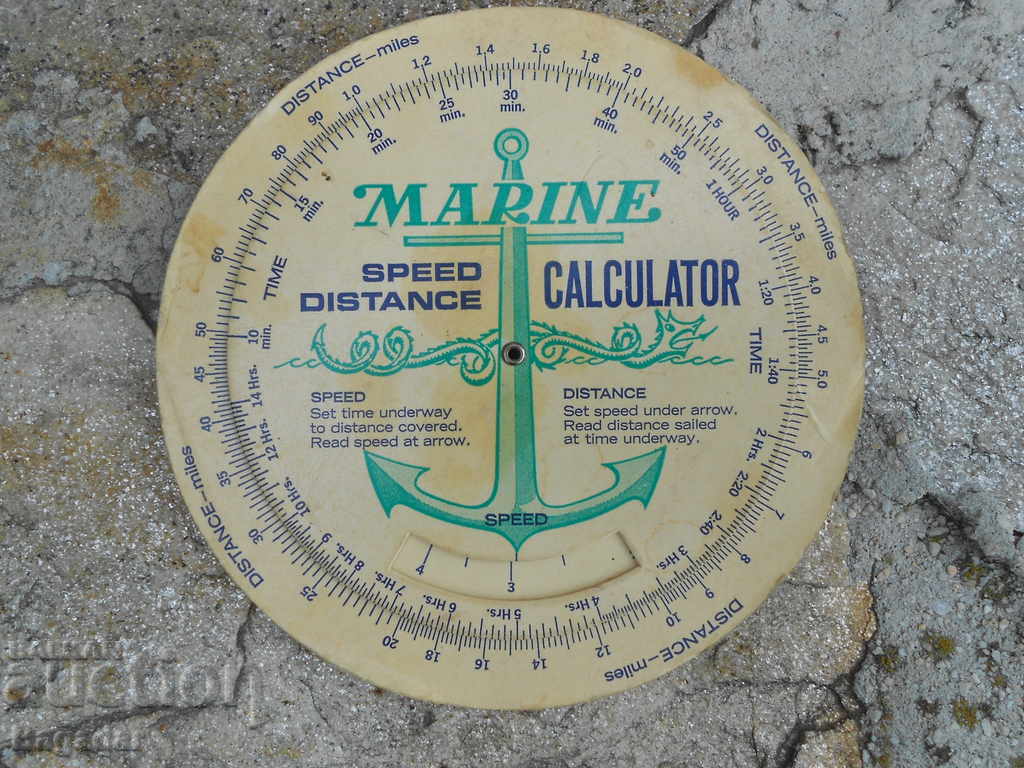 DISTANCE—miles
1.0
1.2
1.4
1.6
1.8
2.0
2.5
DISTANCE—miles
3.0
3.5
4.0
4.5
5.0
6
7
8
9
10
DISTANCE—miles
12
14
16
18
20
25
30
DISTANCE—miles
35
40
45
50
60
70
80
90
TIME
10 min.
15 min.
20 min.
25 min.
30 min.
40 min.
50 min.
1 HOUR
1:20
TIME
1:40
2 Hrs.
2:20
2:40
3 Hrs.
4 Hrs.
5 Hrs.
6 Hrs.
7 Hrs.
8 Hrs.
9
10 Hrs.
12 Hrs.
14 Hrs.
MARINE
SPEED
DISTANCE
CALCULATOR
SPEED
Set time underway
to distance covered.
Read speed at arrow.
DISTANCE
Set speed under arrow.
Read distance sailed
at time underway.
SPEED
4
3
БАЛКАН
auction